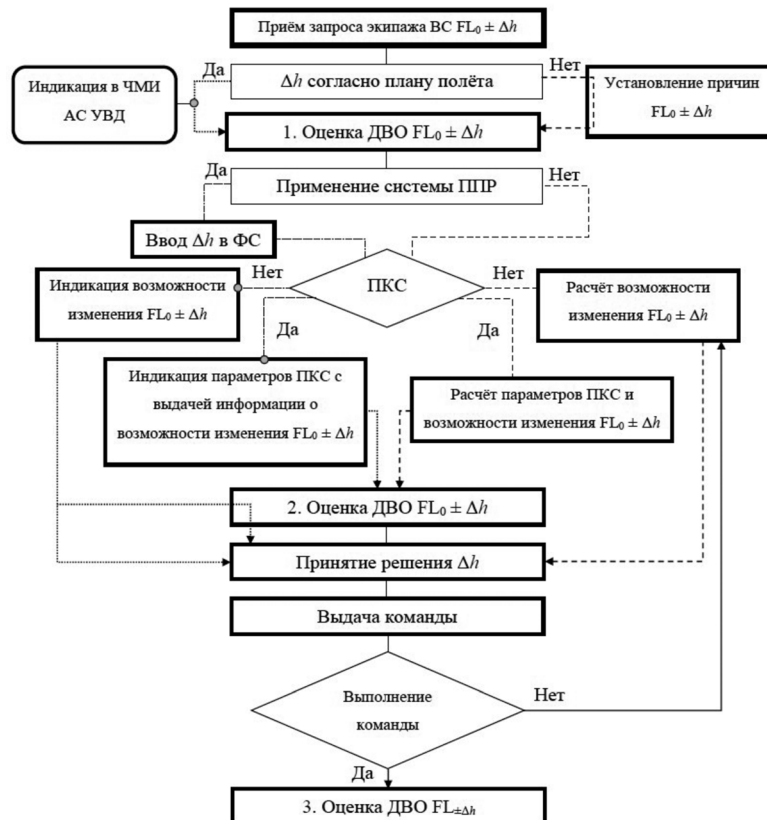 Приём запроса экипажа ВС FL₀ ± Δh
Да
Нет
Индикация в ЧМИ
АС УВД
Δh согласно плану полёта
Установление причин
FL₀ ± Δh
1. Оценка ДВО FL₀ ± Δh
Да
Нет
Применение системы ППР
Ввод Δh в ФС
ПКС
Нет
Нет
Индикация возможности
изменения FL₀ ± Δh
Расчёт возможности
изменения FL₀ ± Δh
Да
Да
Индикация параметров ПКС с
выдачей информации о
возможности изменения FL₀ ± Δh
Расчёт параметров ПКС и
возможности изменения FL₀ ± Δh
2. Оценка ДВО FL₀ ± Δh
Принятие решения Δh
Выдача команды
Выполнение
команды
Нет
Да
3. Оценка ДВО FL±Δh